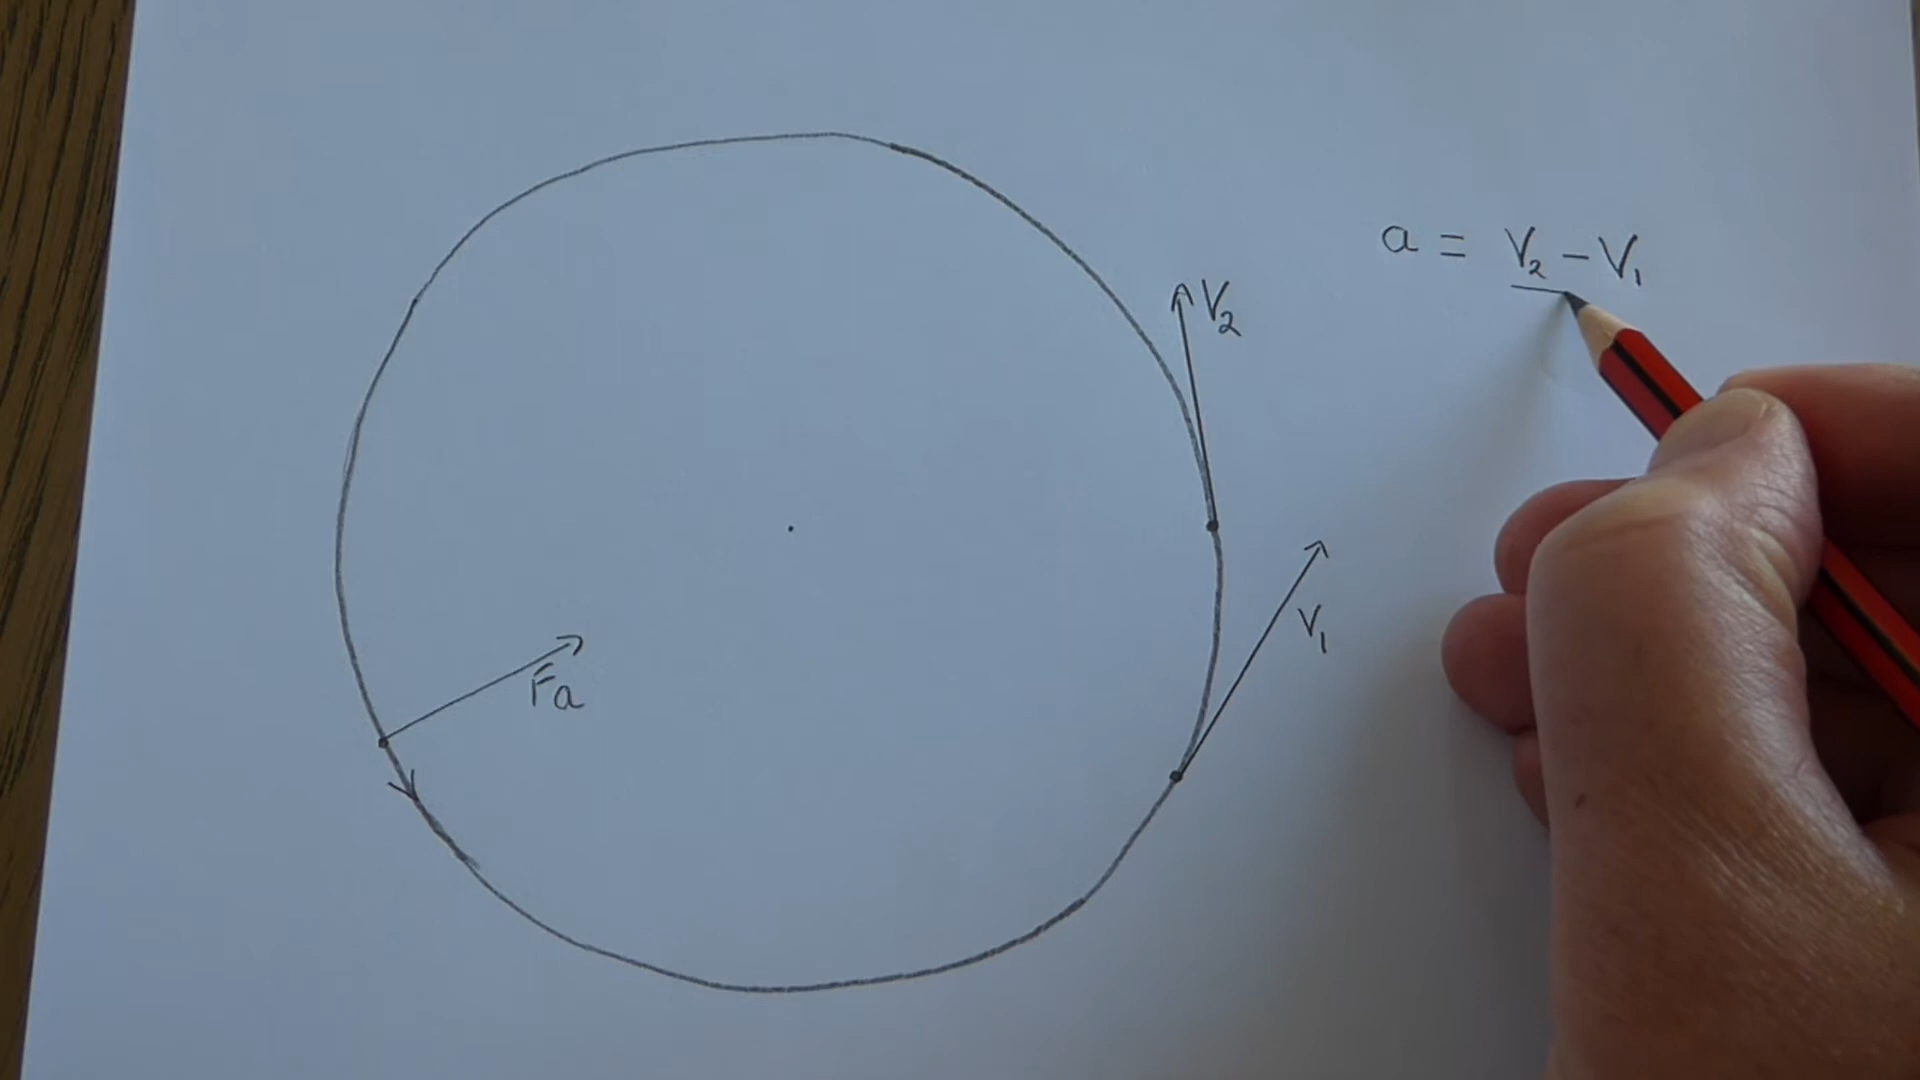 a = V₂ - V₁
V₂
V₁
Fa